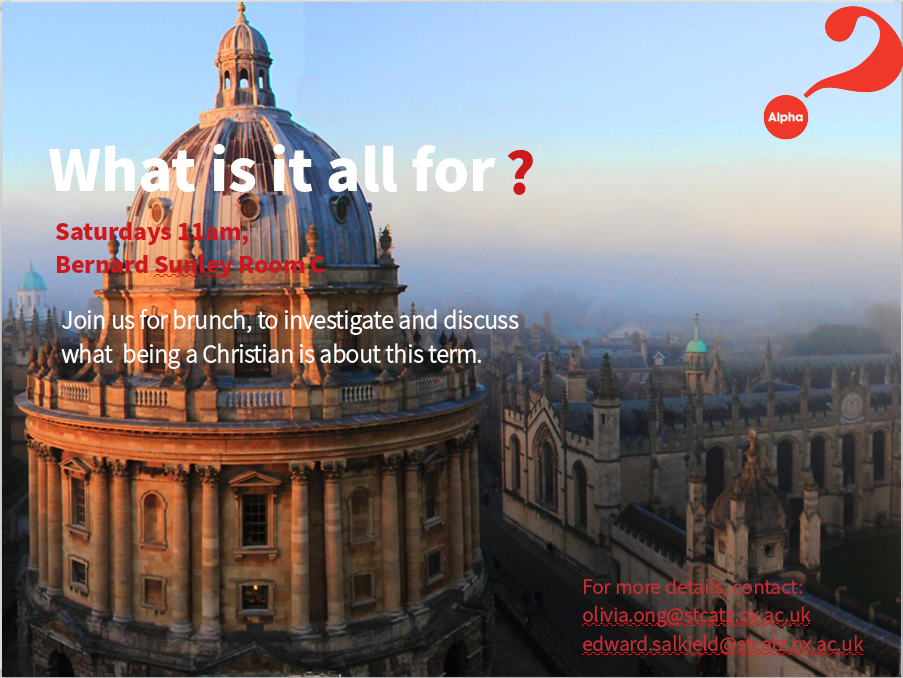 Alpha
What is it all for ?
Saturdays 11am,
Bernard Sunley Room C
Join us for brunch, to investigate and discuss
what  being a Christian is about this term.
For more details, contact:
olivia.ong@stcatz.ox.ac.uk
edward.salkield@stcatz.ox.ac.uk